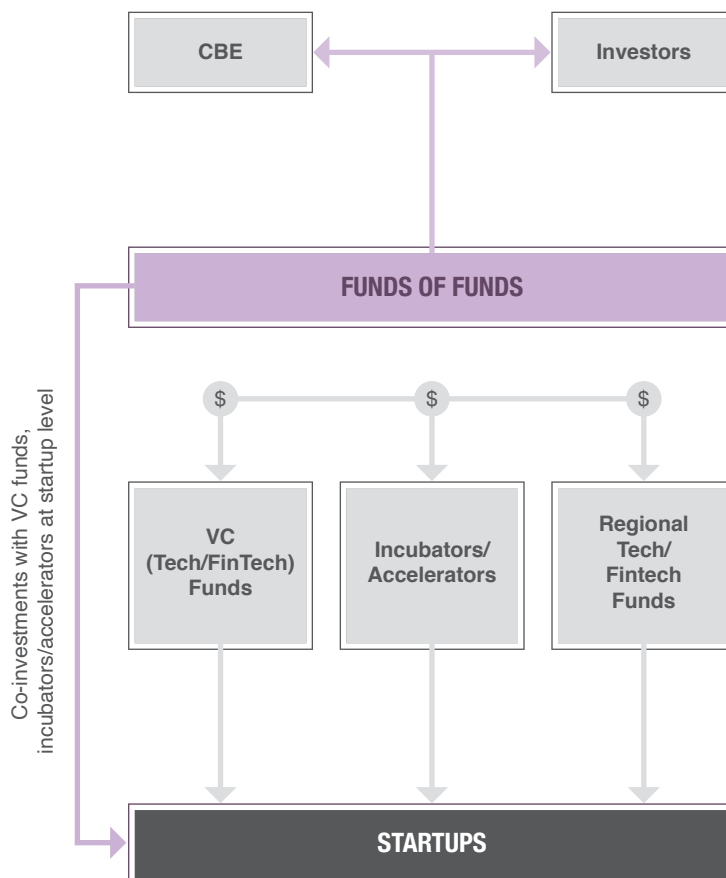 CBE
Investors
FUNDS OF FUNDS
$
$
$
VC
(Tech/FinTech)
Funds
Incubators/
Accelerators
Regional
Tech/
Fintech
Funds
Co-investments with VC funds,
incubators/accelerators at startup level
STARTUPS